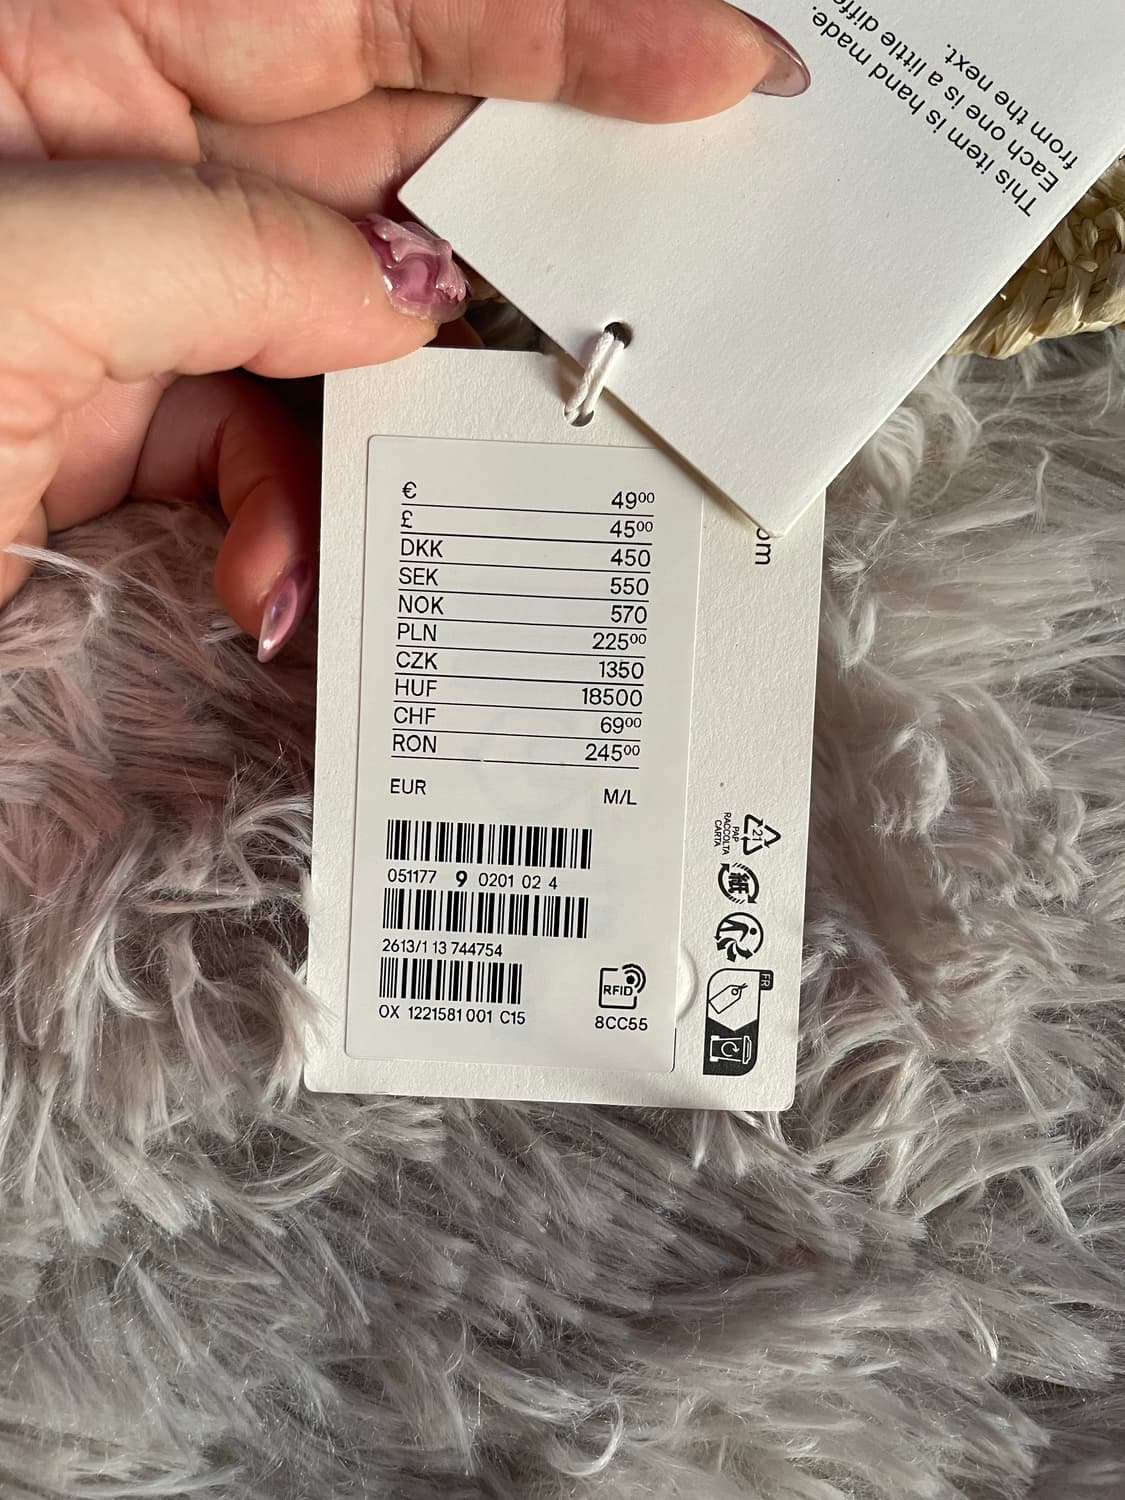 This item is hand made.
Each one is a little
from the next.
€ 49⁰⁰
£ 45⁰⁰
DKK 450
SEK 550
NOK 570
PLN 225⁰⁰
CZK 1350
HUF 18500
CHF 69⁰⁰
RON 245⁰⁰
EUR M/L
051177 9 0201 02 4
2613/1 13 744754
OX 1221581 001 C15
RFID
8CC55
om
21
PAP
RACCOLTA
CARTA
紙
FR